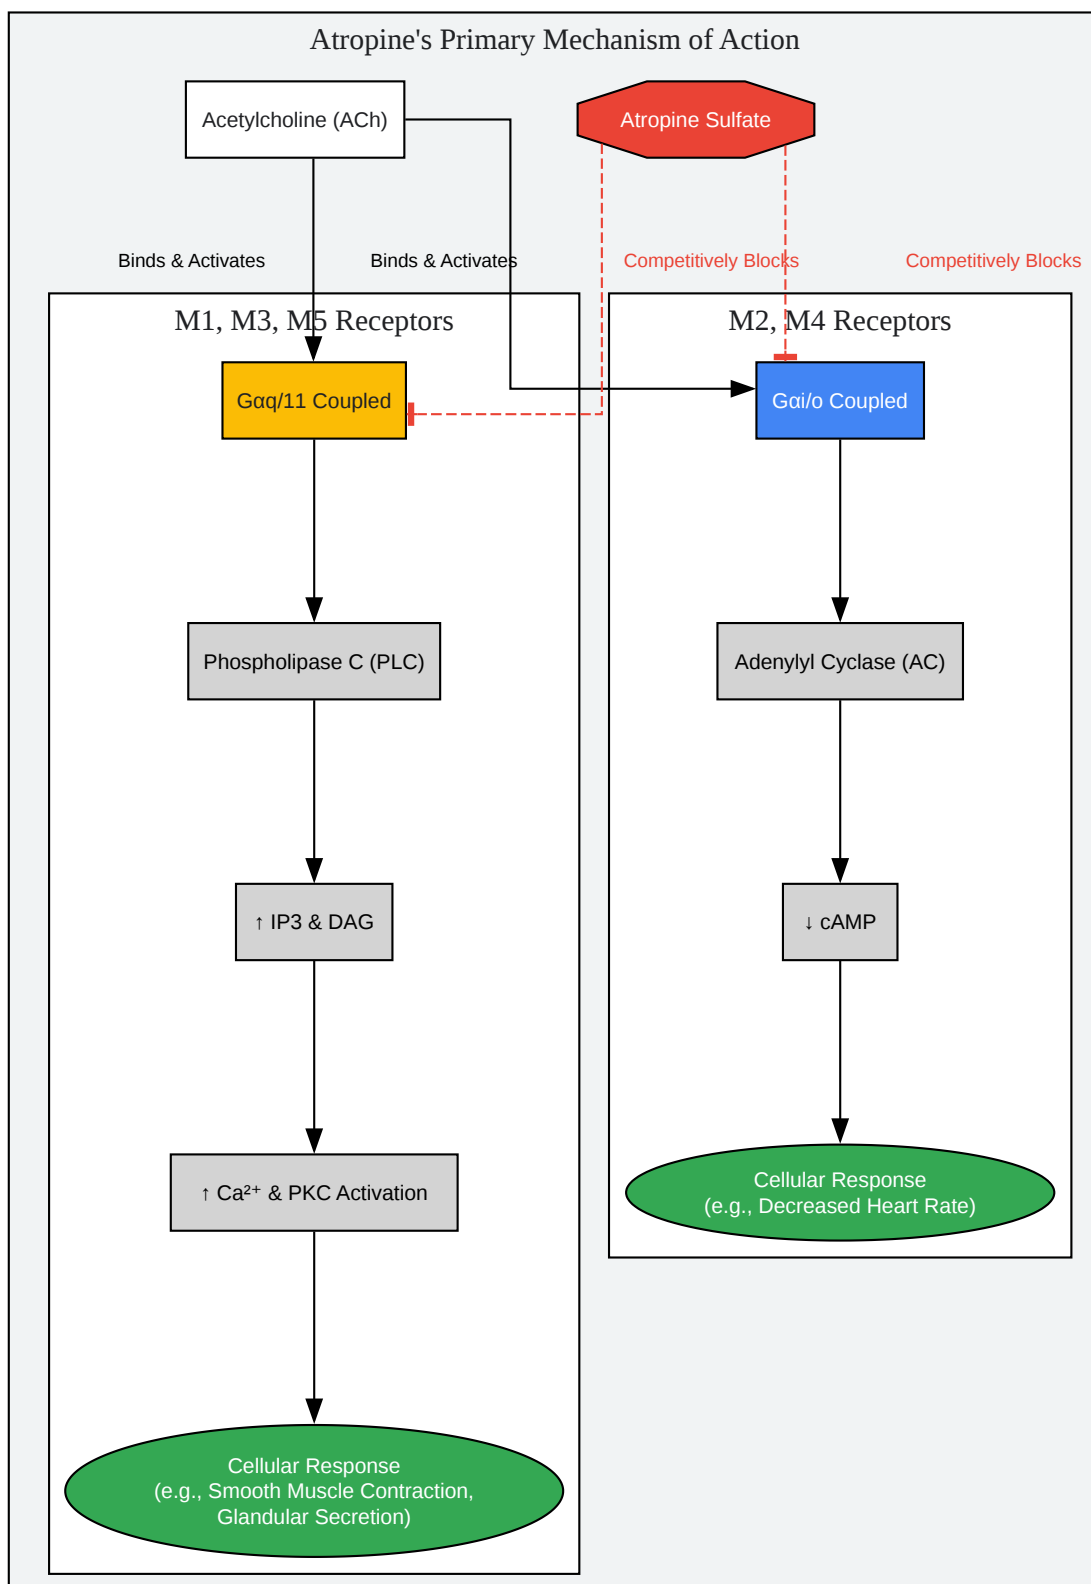 Atropine's Primary Mechanism of Action
Acetylcholine (ACh)
Atropine Sulfate
Binds & Activates
Binds & Activates
Competitively Blocks
Competitively Blocks
M1, M3, M5 Receptors
M2, M4 Receptors
Gαq/11 Coupled
Gαi/o Coupled
Phospholipase C (PLC)
Adenylyl Cyclase (AC)
↑ IP3 & DAG
↓ cAMP
↑ Ca²⁺ & PKC Activation
Cellular Response
(e.g., Decreased Heart Rate)
Cellular Response
(e.g., Smooth Muscle Contraction,
Glandular Secretion)